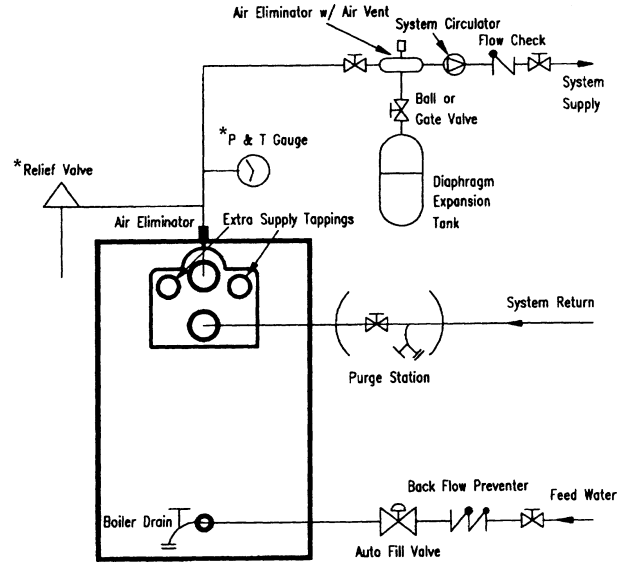 Air Eliminator w/ Air Vent
System Circulator
Flow Check
System
Supply
Ball or
Gate Valve
*P & T Gauge
*Relief Valve
Diaphragm
Expansion
Tank
Air Eliminator
Extra Supply Tappings
System Return
Purge Station
Back Flow Preventer
Feed Water
Boiler Drain
Auto Fill Valve